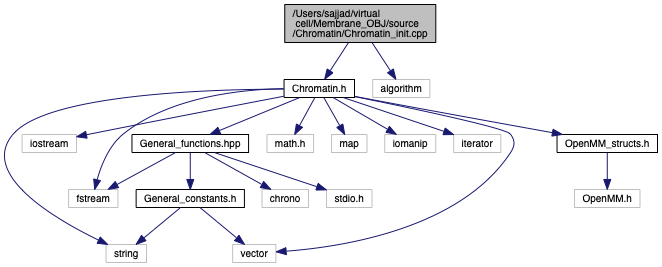 /Users/sajjad/virtual
cell/Membrane_OBJ/source
/Chromatin/Chromatin_init.cpp
Chromatin.h
algorithm
iostream
General_functions.hpp
math.h
map
iomanip
iterator
OpenMM_structs.h
fstream
General_constants.h
chrono
stdio.h
OpenMM.h
string
vector